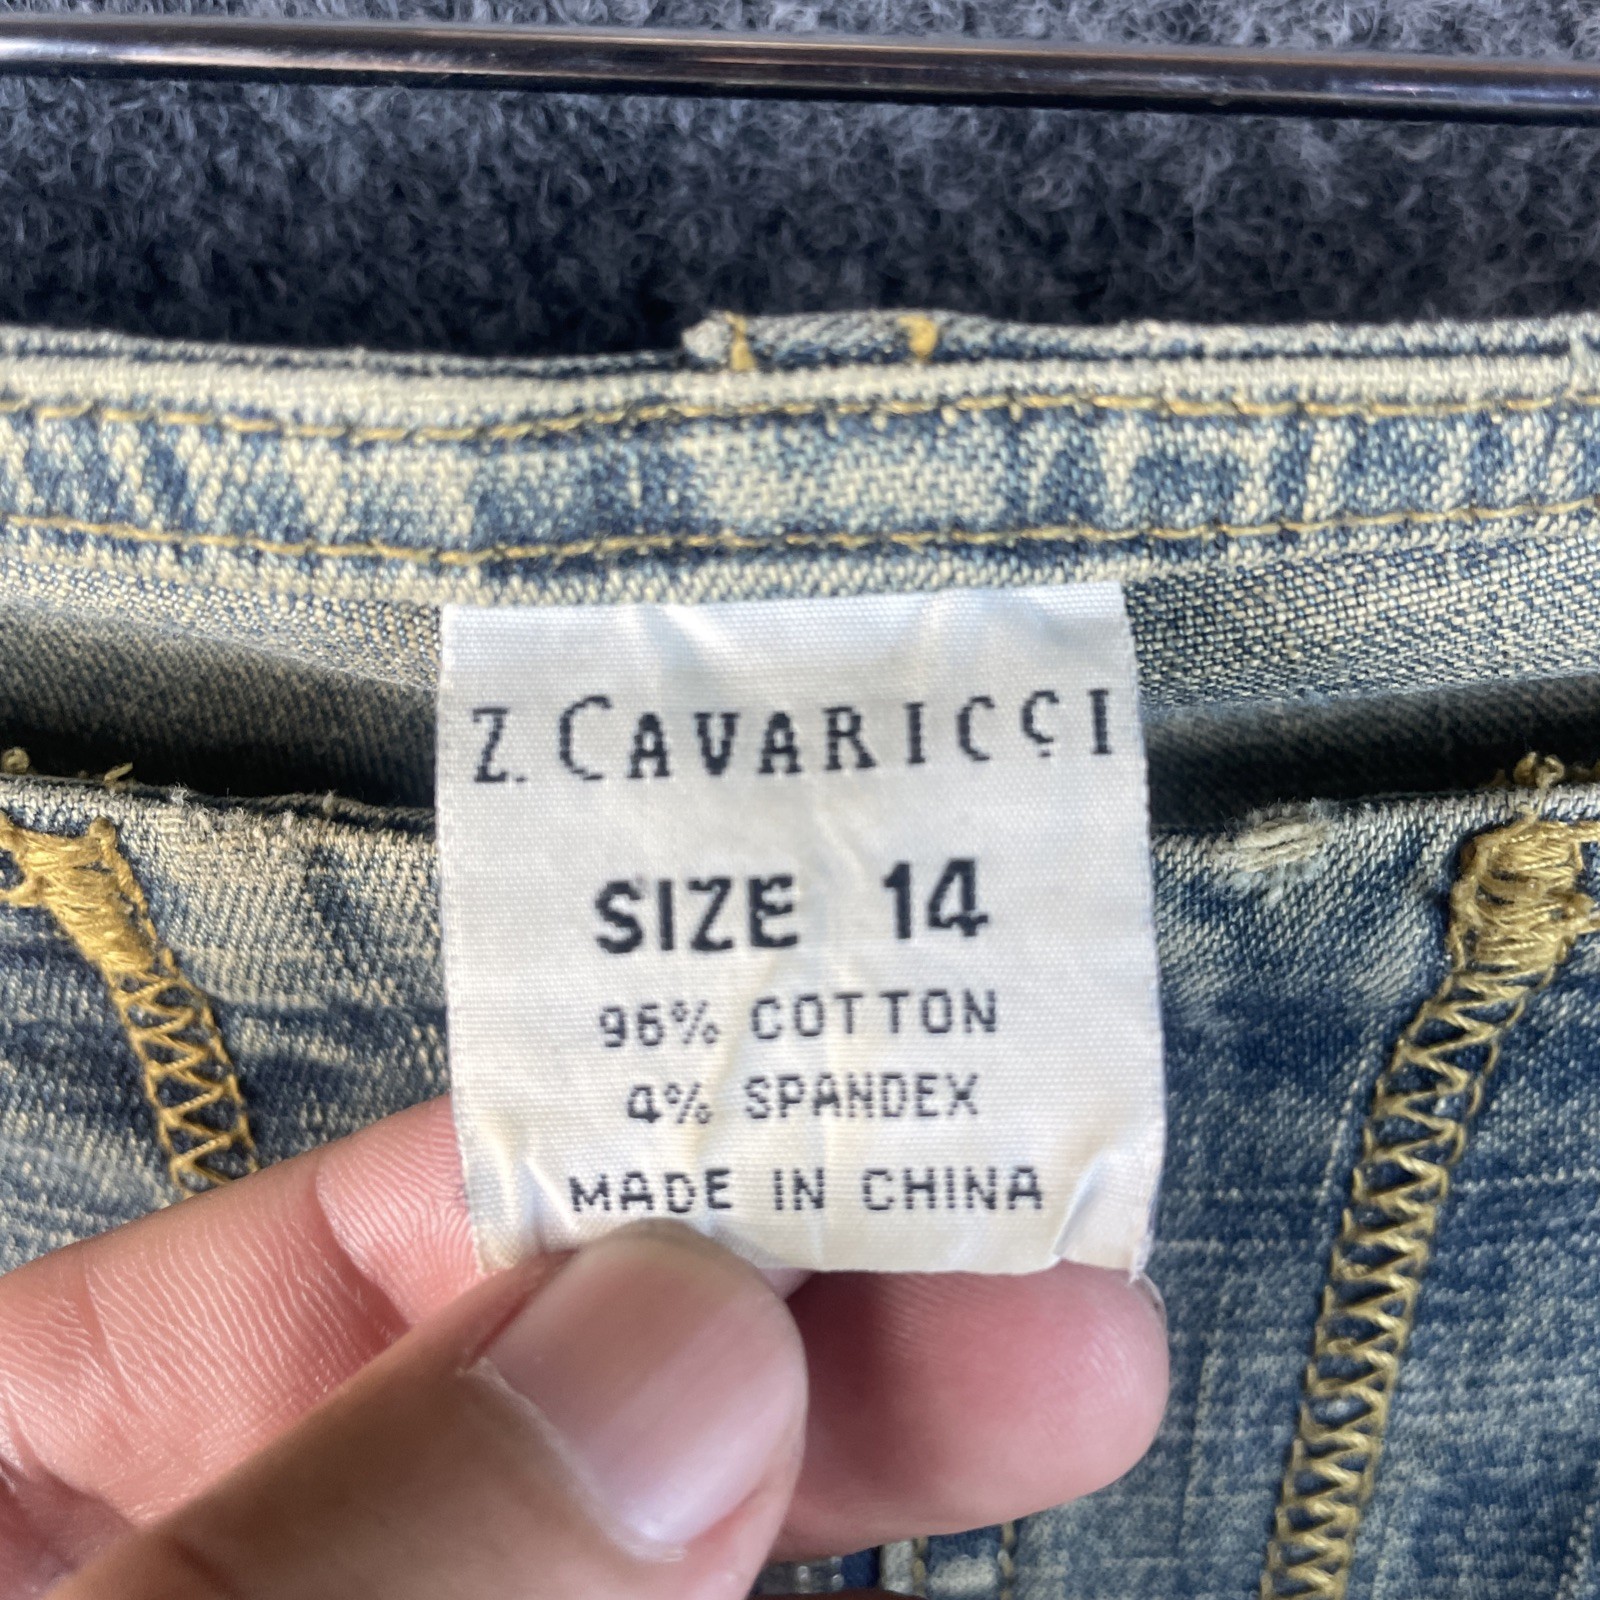 Z. CAVARICCI
SIZE 14
96% COTTON
4% SPANDEX
MADE IN CHINA